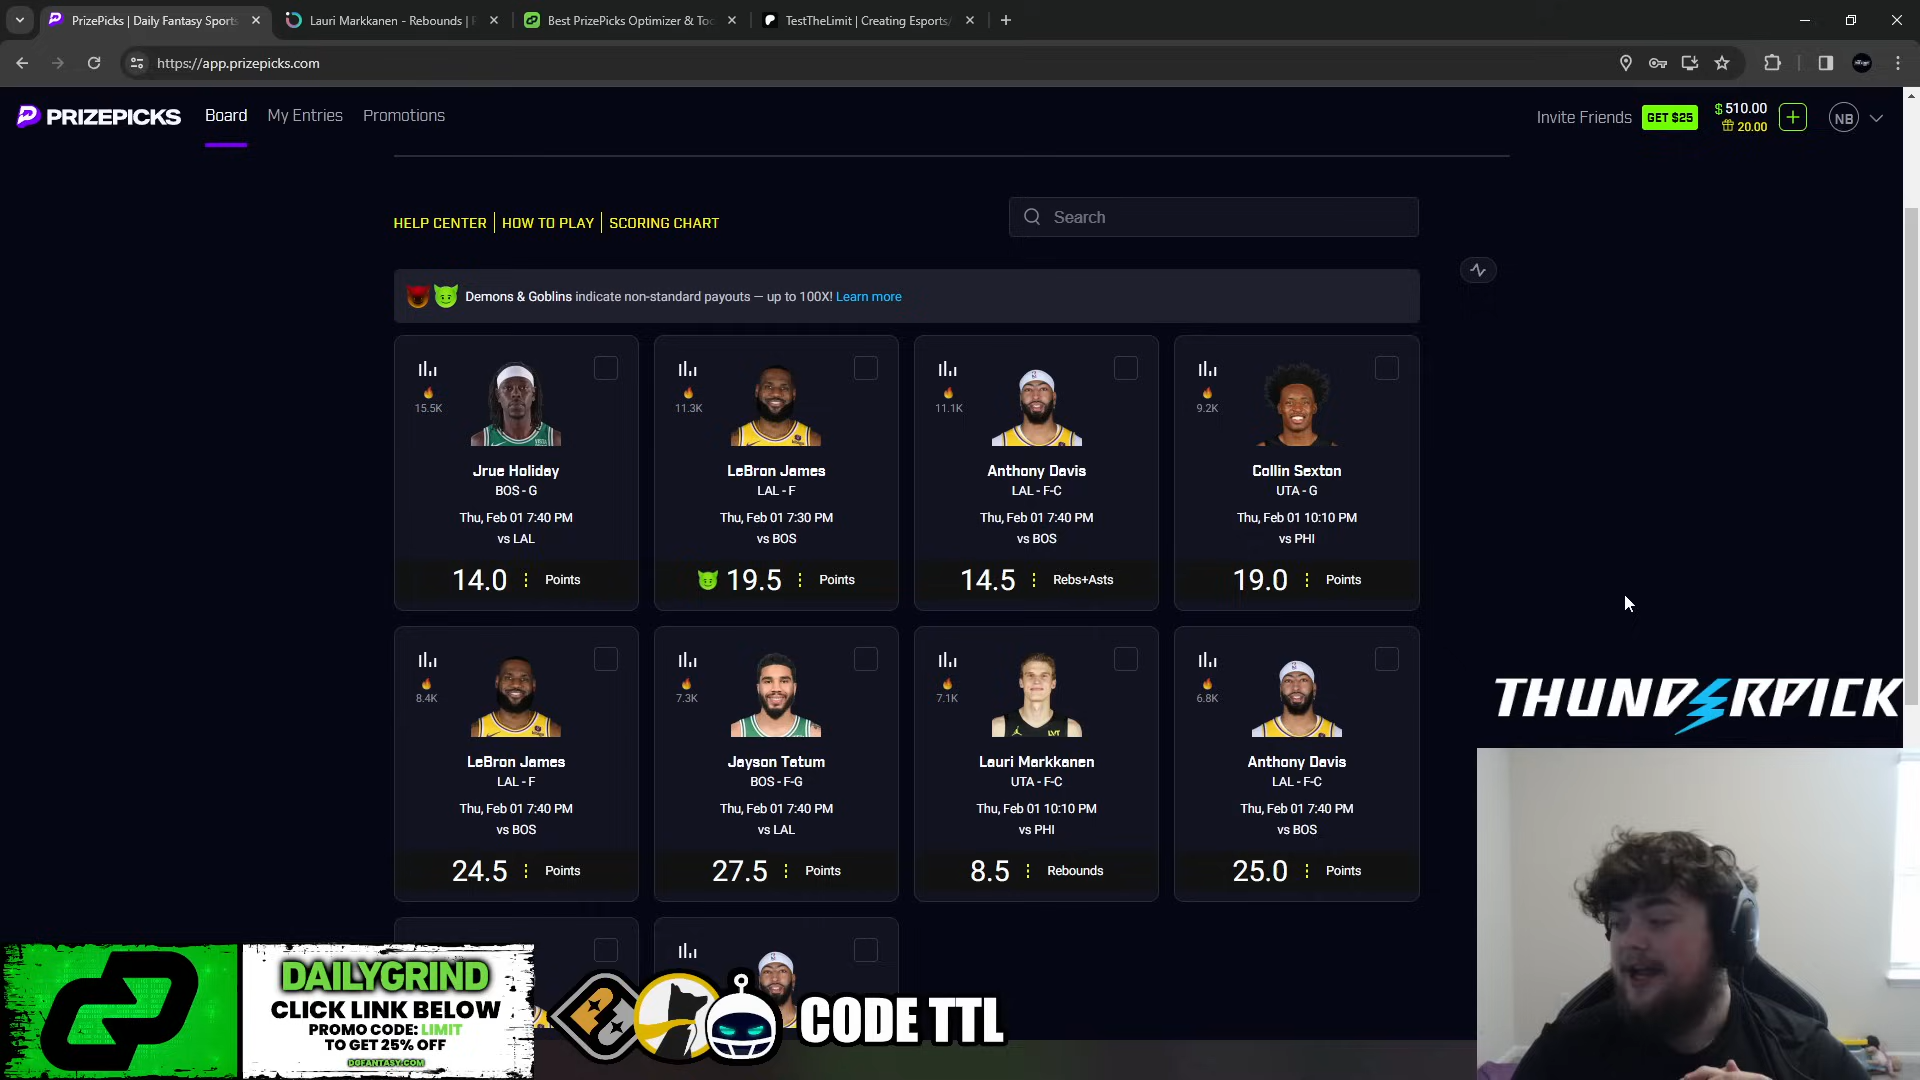 PrizePicks | Daily Fantasy Sports
Lauri Markkanen - Rebounds |
Best PrizePicks Optimizer & Too
TestTheLimit | Creating Esports/
https://app.prizepicks.com
PRIZEPICKS
Board
My Entries
Promotions
Invite Friends
GET $25
$ 510.00
20.00
NB
HELP CENTER
HOW TO PLAY
SCORING CHART
Search
Demons & Goblins indicate non-standard payouts — up to 100X! Learn more
15.5K
Jrue Holiday
BOS - G
Thu, Feb 01 7:40 PM
vs LAL
14.0 Points
11.3K
LeBron James
LAL - F
Thu, Feb 01 7:30 PM
vs BOS
19.5 Points
11.1K
Anthony Davis
LAL - F-C
Thu, Feb 01 7:40 PM
vs BOS
14.5 Rebs+Asts
9.2K
Collin Sexton
UTA - G
Thu, Feb 01 10:10 PM
vs PHI
19.0 Points
8.4K
LeBron James
LAL - F
Thu, Feb 01 7:40 PM
vs BOS
24.5 Points
7.3K
Jayson Tatum
BOS - F-G
Thu, Feb 01 7:40 PM
vs LAL
27.5 Points
7.1K
Lauri Markkanen
UTA - F-C
Thu, Feb 01 10:10 PM
vs PHI
8.5 Rebounds
6.8K
Anthony Davis
LAL - F-C
Thu, Feb 01 7:40 PM
vs BOS
25.0 Points
THUNDERPICK
DAILYGRIND
CLICK LINK BELOW
PROMO CODE: LIMIT
TO GET 25% OFF
DGFANTASY.COM
CODE TTL